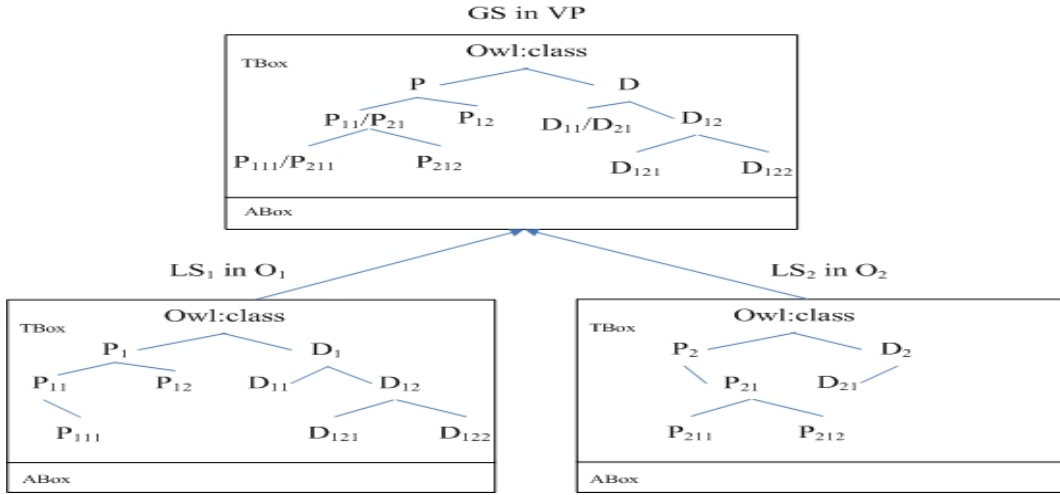 GS in VP
Owl:class
TBox
P D
P₁₁/P₂₁ P₁₂ D₁₁/D₂₁ D₁₂
P₁₁₁/P₂₁₁ P₂₁₂ D₁₂₁ D₁₂₂
ABox
LS₁ in O₁
LS₂ in O₂
Owl:class
TBox
P₁ D₁
P₁₁ P₁₂ D₁₁ D₁₂
P₁₁₁ D₁₂₁ D₁₂₂
ABox
Owl:class
TBox
P₂ D₂
P₂₁ D₂₁
P₂₁₁ P₂₁₂
ABox